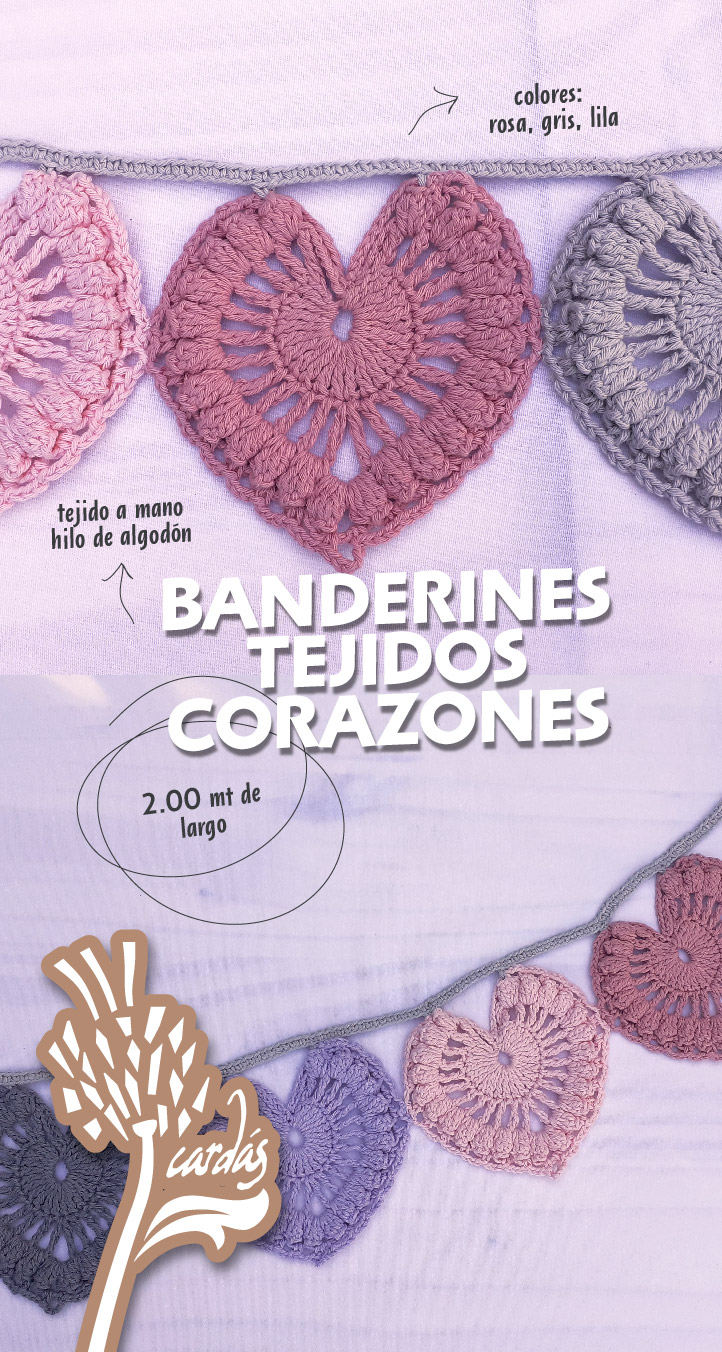 colores:
rosa, gris, lila
tejido a mano
hilo de algodón
BANDERINES
TEJIDOS
CORAZONES
2.00 mt de
largo
cardás